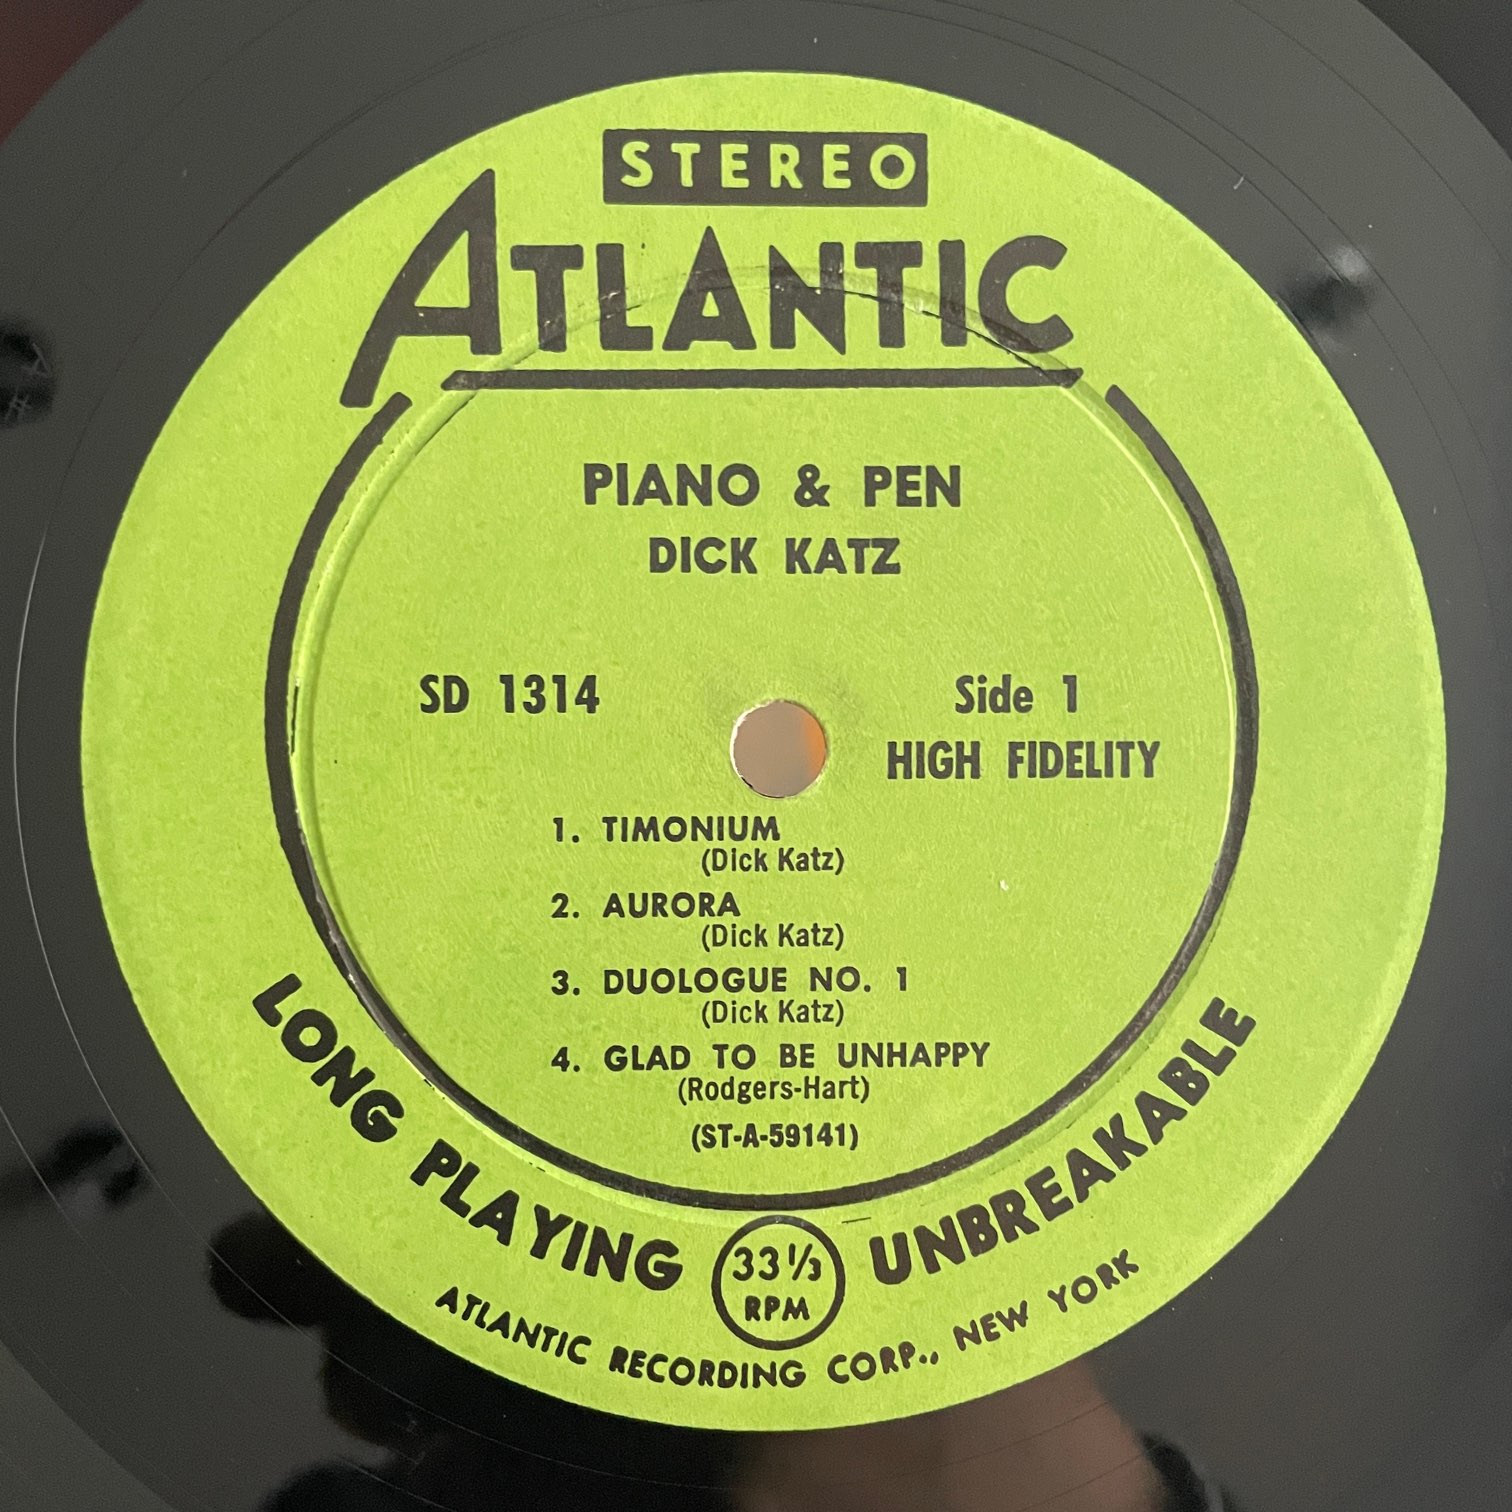 STEREO
ATLANTIC
PIANO & PEN
DICK KATZ
SD 1314
Side 1
HIGH FIDELITY
1. TIMONIUM
(Dick Katz)
2. AURORA
(Dick Katz)
3. DUOLOGUE NO. 1
(Dick Katz)
4. GLAD TO BE UNHAPPY
(Rodgers-Hart)
(ST-A-59141)
LONG PLAYING 33 1/3 RPM UNBREAKABLE
ATLANTIC RECORDING CORP., NEW YORK